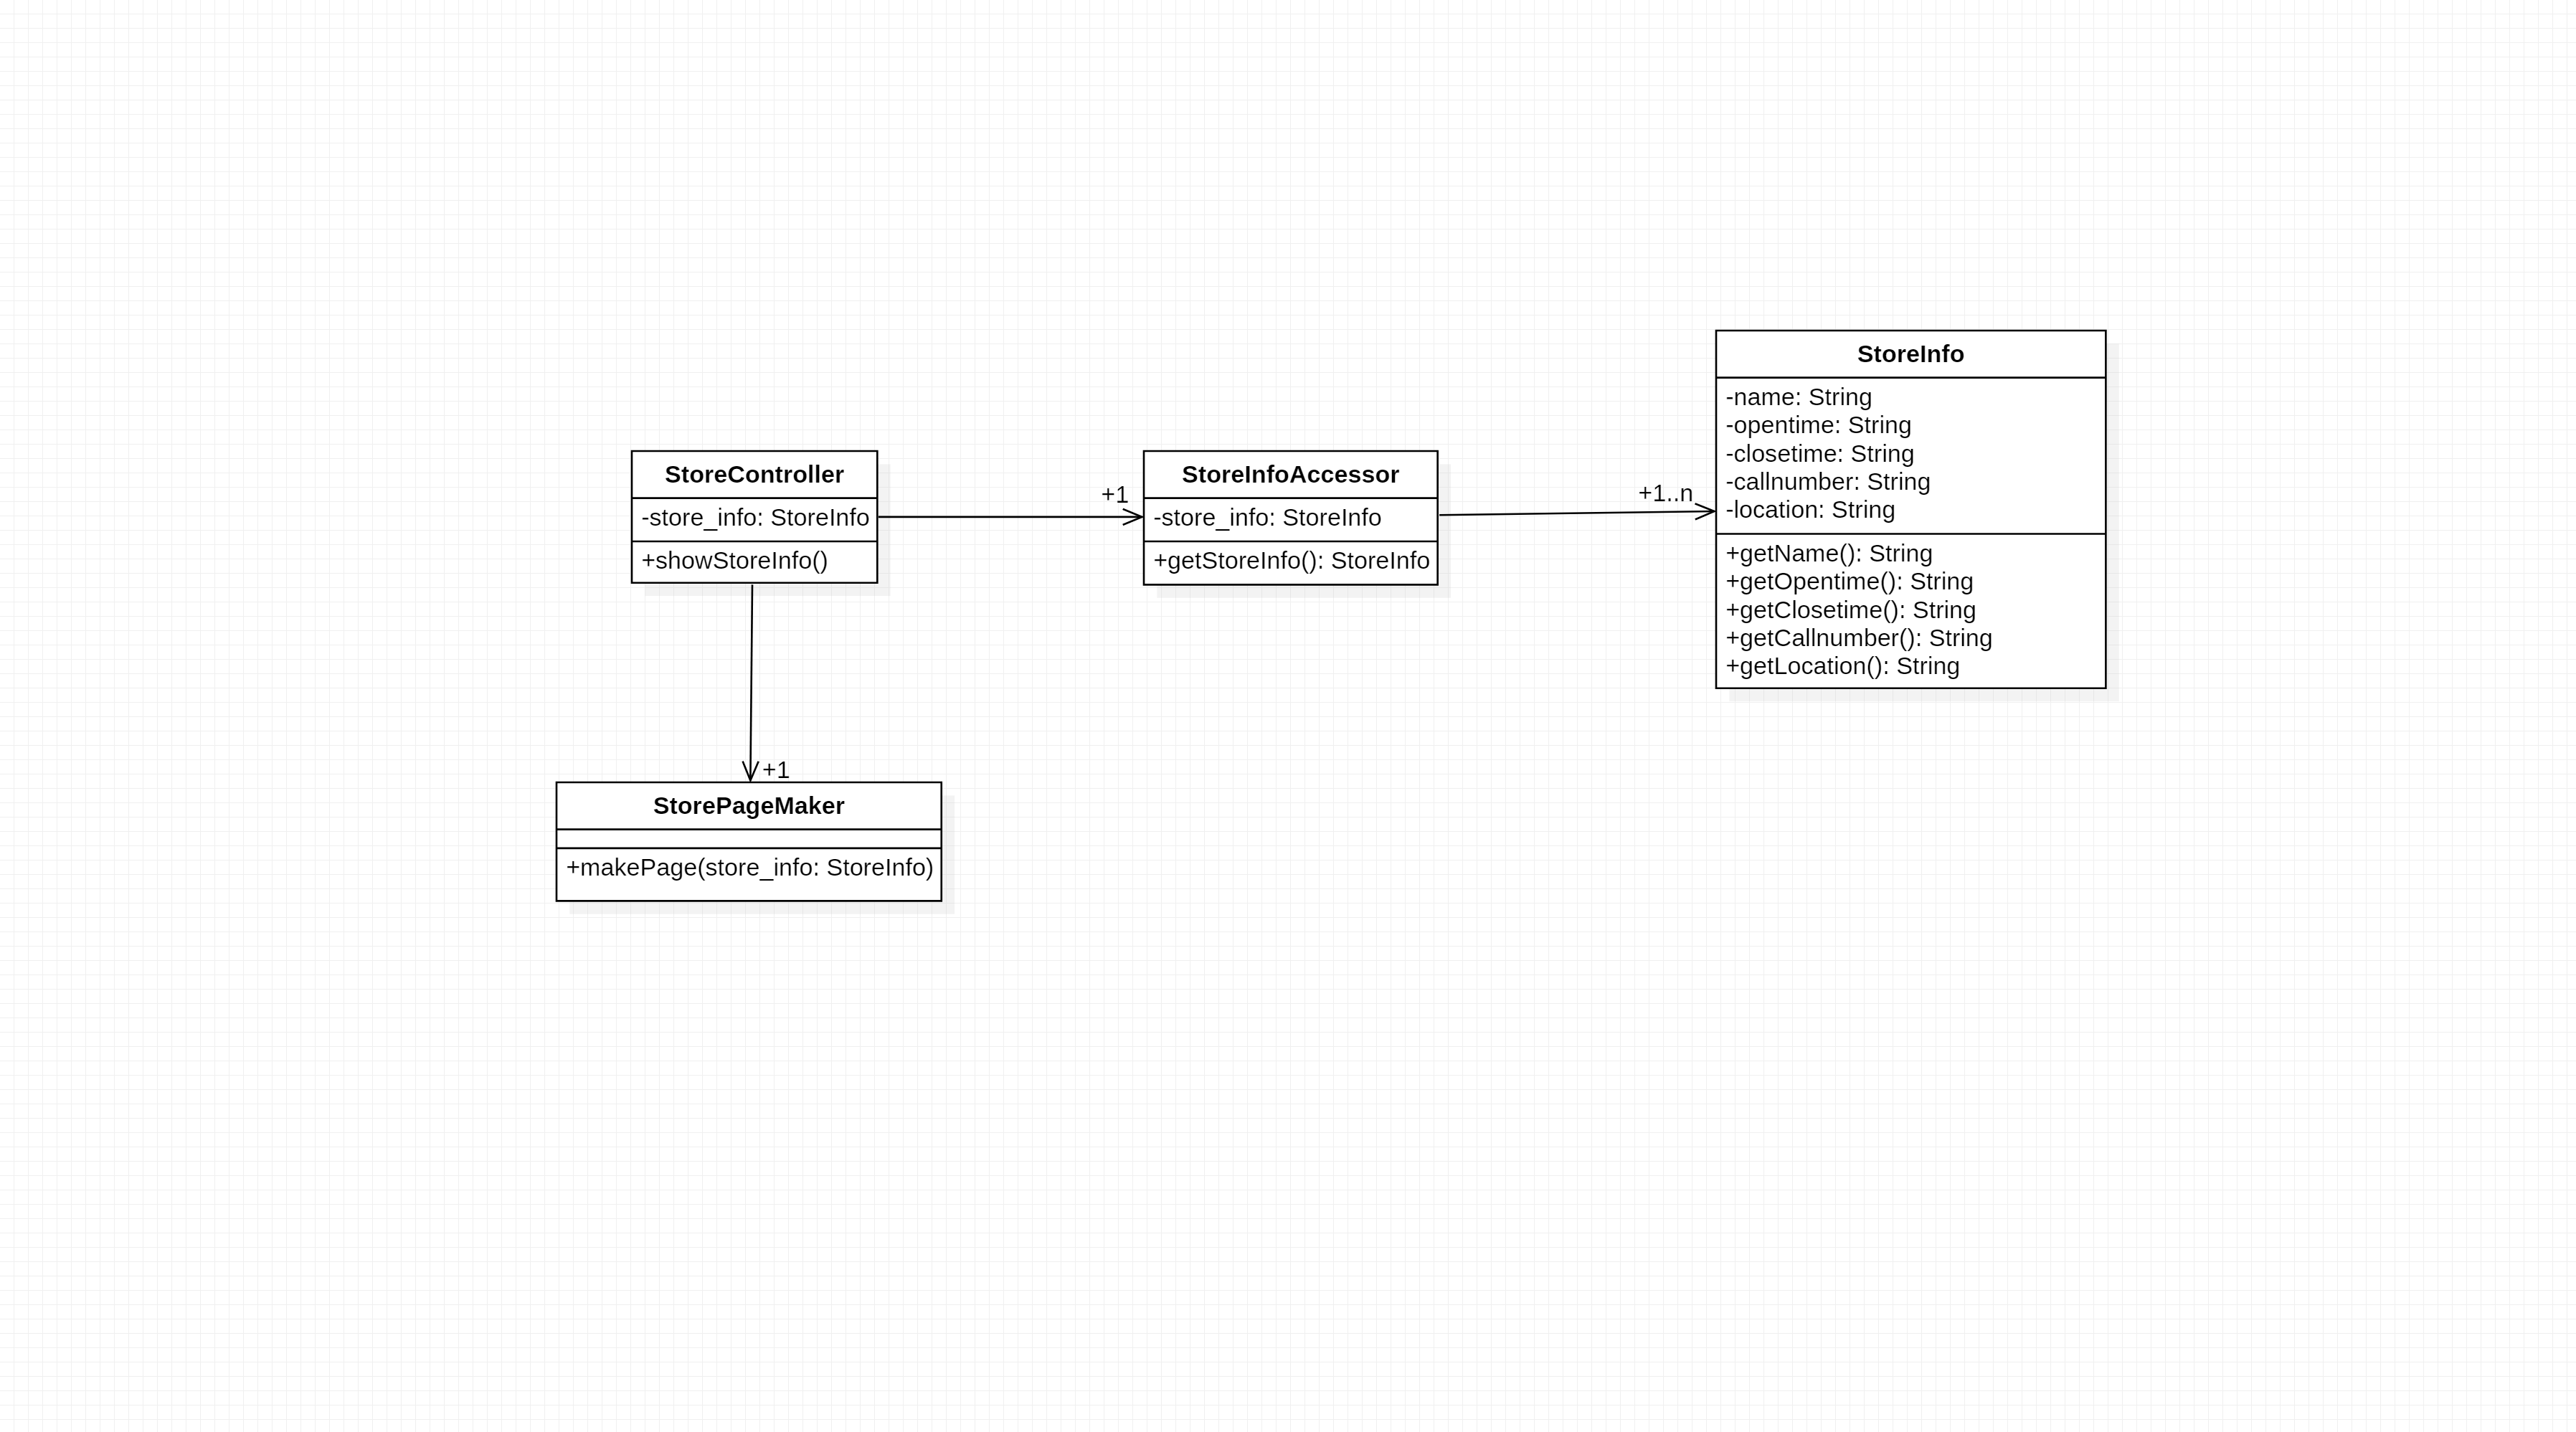 StoreController
-store_info: StoreInfo
+showStoreInfo()
+1
StoreInfoAccessor
-store_info: StoreInfo
+getStoreInfo(): StoreInfo
+1..n
StoreInfo
-name: String
-opentime: String
-closetime: String
-callnumber: String
-location: String
+getName(): String
+getOpentime(): String
+getClosetime(): String
+getCallnumber(): String
+getLocation(): String
+1
StorePageMaker
+makePage(store_info: StoreInfo)